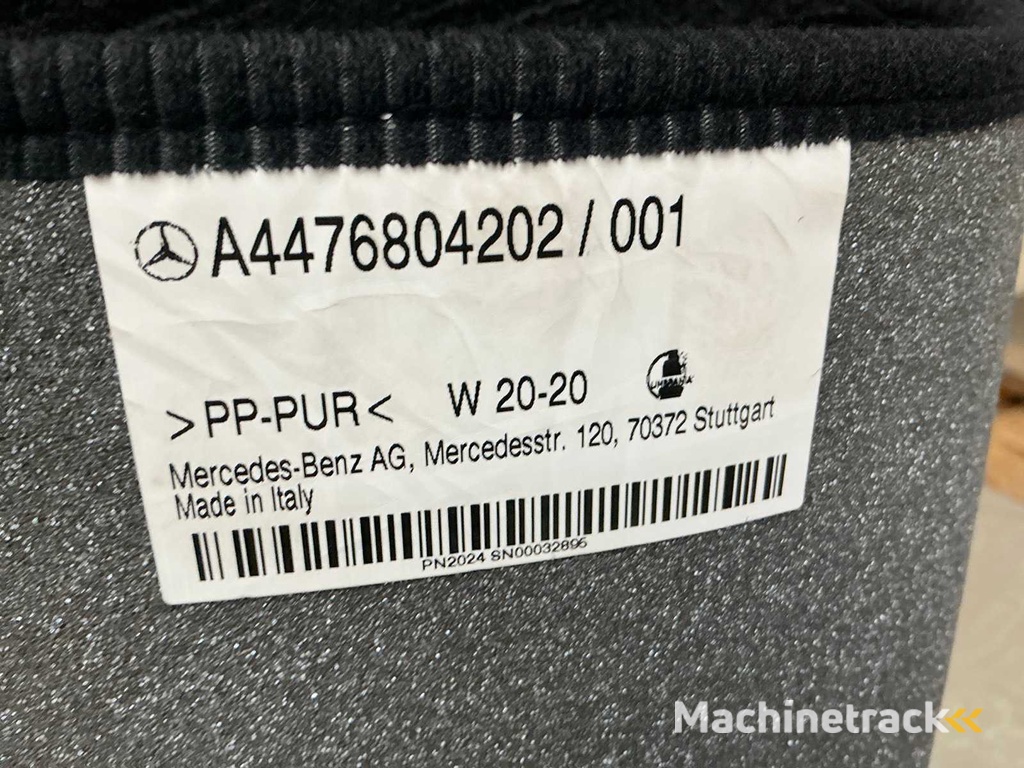 A4476804202 / 001
>PP-PUR< W 20-20
UMBRAIA
Mercedes-Benz AG, Mercedesstr. 120, 70372 Stuttgart
Made in Italy
PN2024 SN00032895
Machinetrack